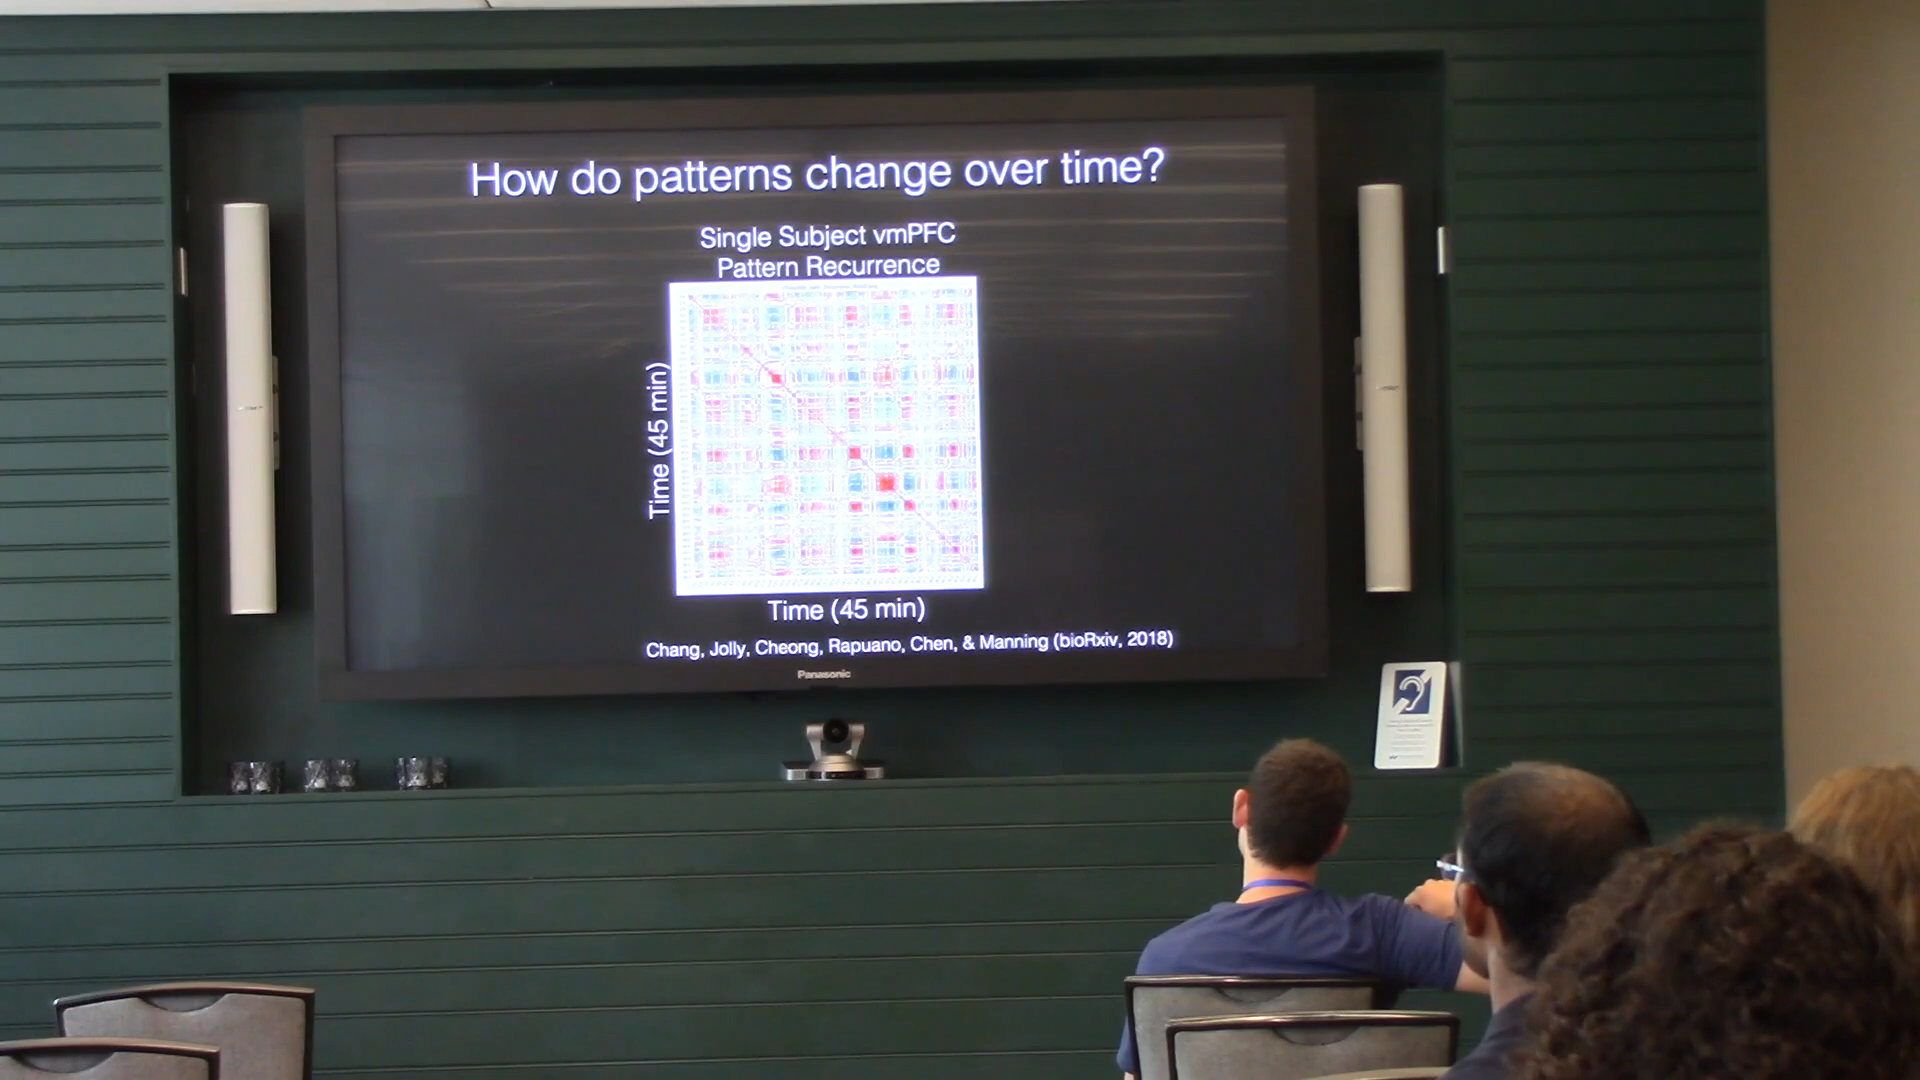 How do patterns change over time?
Single Subject vmPFC
Pattern Recurrence
Time (45 min)
Time (45 min)
Chang, Jolly, Cheong, Rapuano, Chen, & Manning (bioRxiv, 2018)
Panasonic